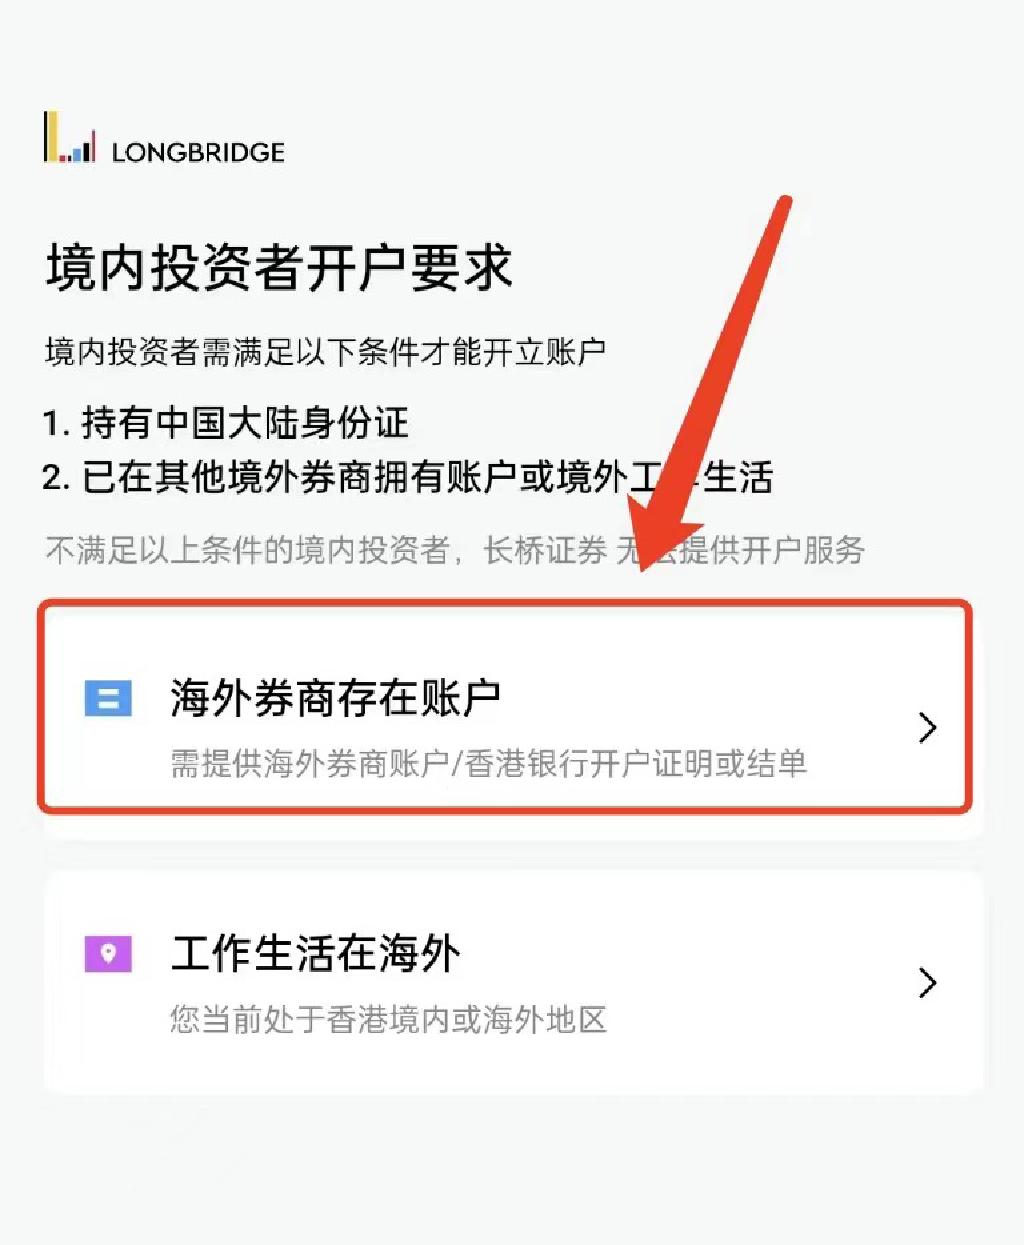 LONGBRIDGE
境内投资者开户要求
境内投资者需满足以下条件才能开立账户
1. 持有中国大陆身份证
2. 已在其他境外券商拥有账户或境外工 生活
不满足以上条件的境内投资者，长桥证券 无 提供开户服务
海外券商存在账户
需提供海外券商账户/香港银行开户证明或结单
工作生活在海外
您当前处于香港境内或海外地区